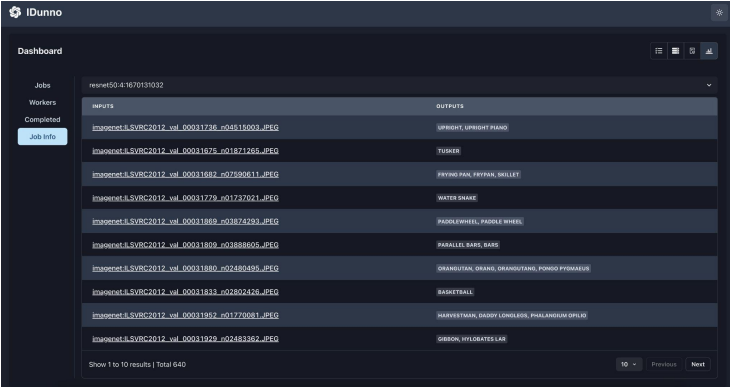 IDunno
Dashboard
Jobs
Workers
Completed
Job Info
resnet50:4:1670131032
INPUTS OUTPUTS
imagenet:ILSVRC2012_val_00031736_n04515003.JPEG UPRIGHT, UPRIGHT PIANO
imagenet:ILSVRC2012_val_00031675_n01871265.JPEG TUSKER
imagenet:ILSVRC2012_val_00031682_n07590611.JPEG FRYING PAN, FRYPAN, SKILLET
imagenet:ILSVRC2012_val_00031779_n01737021.JPEG WATER SNAKE
imagenet:ILSVRC2012_val_00031869_n03874293.JPEG PADDLEWHEEL, PADDLE WHEEL
imagenet:ILSVRC2012_val_00031809_n03888605.JPEG PARALLEL BARS, BARS
imagenet:ILSVRC2012_val_00031880_n02480495.JPEG ORANGUTAN, ORANG, ORANGUTANG, PONGO PYGMAEUS
imagenet:ILSVRC2012_val_00031833_n02802426.JPEG BASKETBALL
imagenet:ILSVRC2012_val_00031952_n01770081.JPEG HARVESTMAN, DADDY LONGLEGS, PHALANGIUM OPILIO
imagenet:ILSVRC2012_val_00031929_n02483362.JPEG GIBBON, HYLOBATES LAR
Show 1 to 10 results | Total 640 10 Previous Next